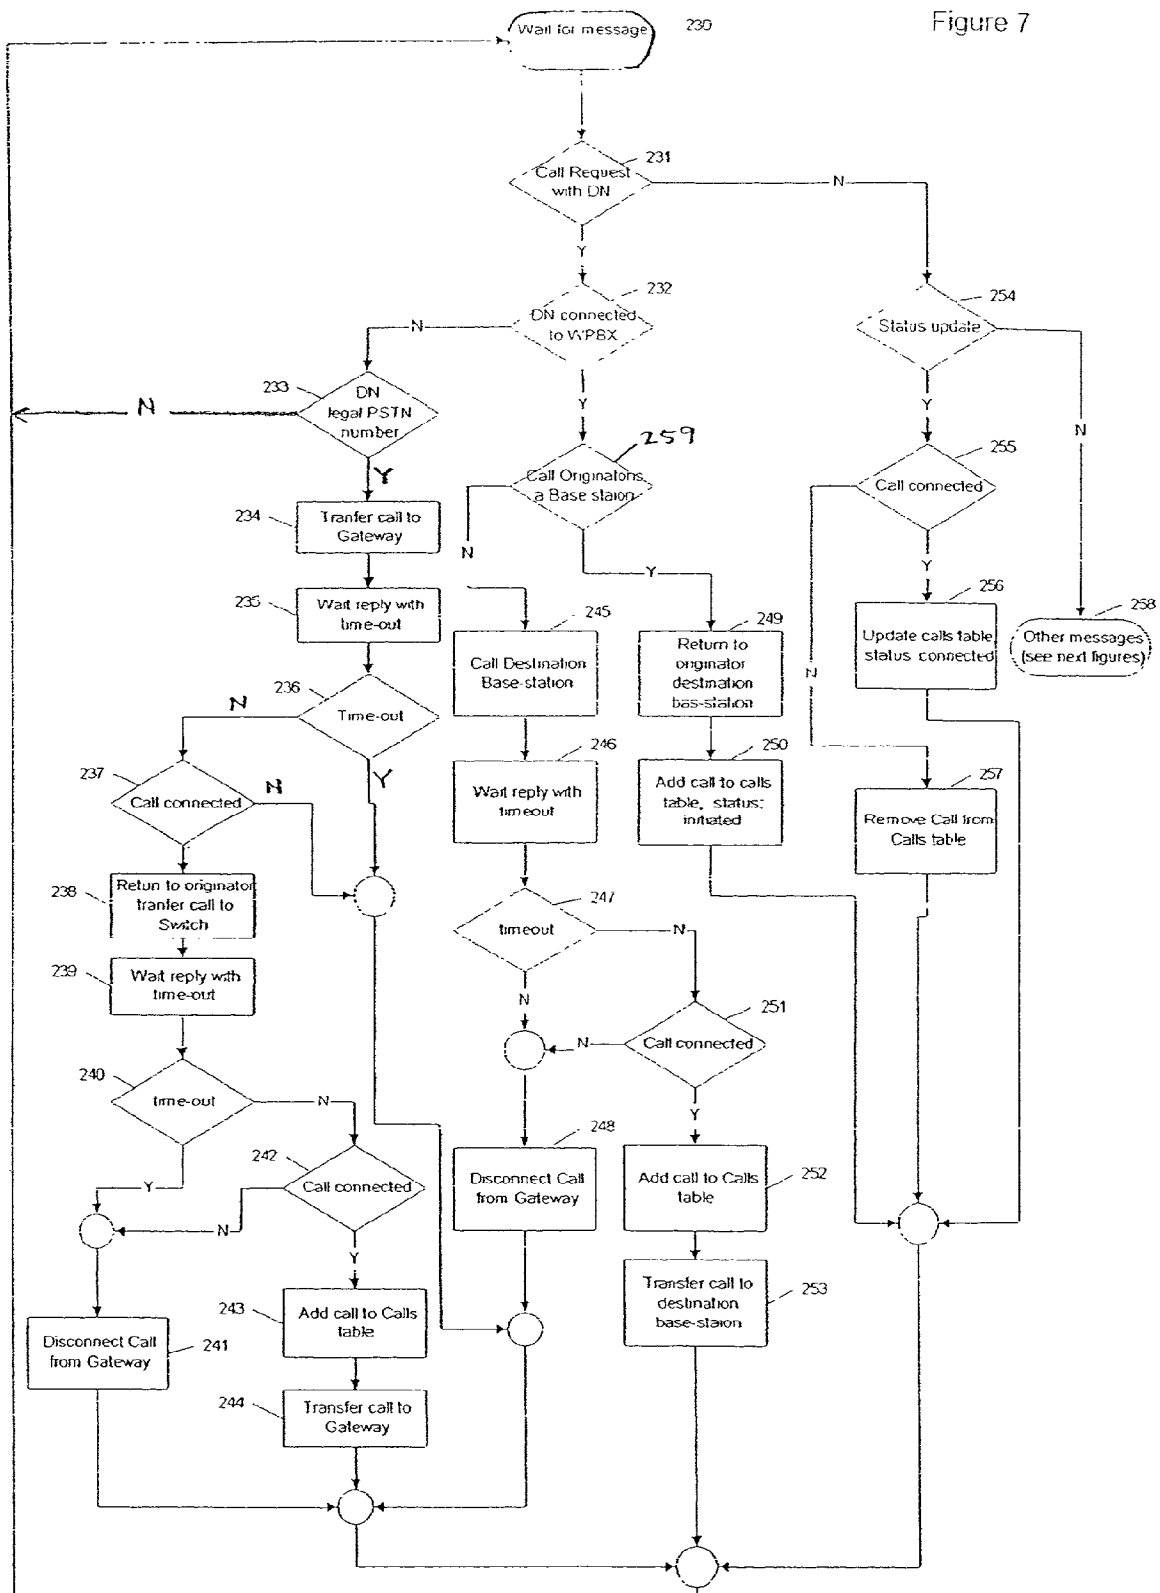 Figure 7
Wait for message
230
231
Call Request
with DN
N
Y
232
DN connected
to WPBX
N
254
Status update
233
DN
legal PSTN
number
N
Y
Y
N
259
Call Originatons
a Base staion
255
Call connected
Y
234
Tranfer call to
Gateway
N
Y
Y
235
Wait reply with
time-out
245
Call Destination
Base-station
249
Return to
originator
destination
bas-station
256
Update calls table
status connected
258
Other messages
(see next figures)
N
236
Time-out
N
Y
246
Wait reply with
timeout
250
Add call to calls
table, status:
initiated
257
Remove Call from
Calls table
237
Call connected
N
238
Return to originator
tranfer call to
Switch
247
timeout
N
N
239
Wait reply with
time-out
251
Call connected
N
Y
240
time-out
N
Y
242
Call connected
N
Y
248
Disconnect Call
from Gateway
252
Add call to Calls
table
243
Add call to Calls
table
253
Transfer call to
destination
base-staion
241
Disconnect Call
from Gateway
244
Transfer call to
Gateway